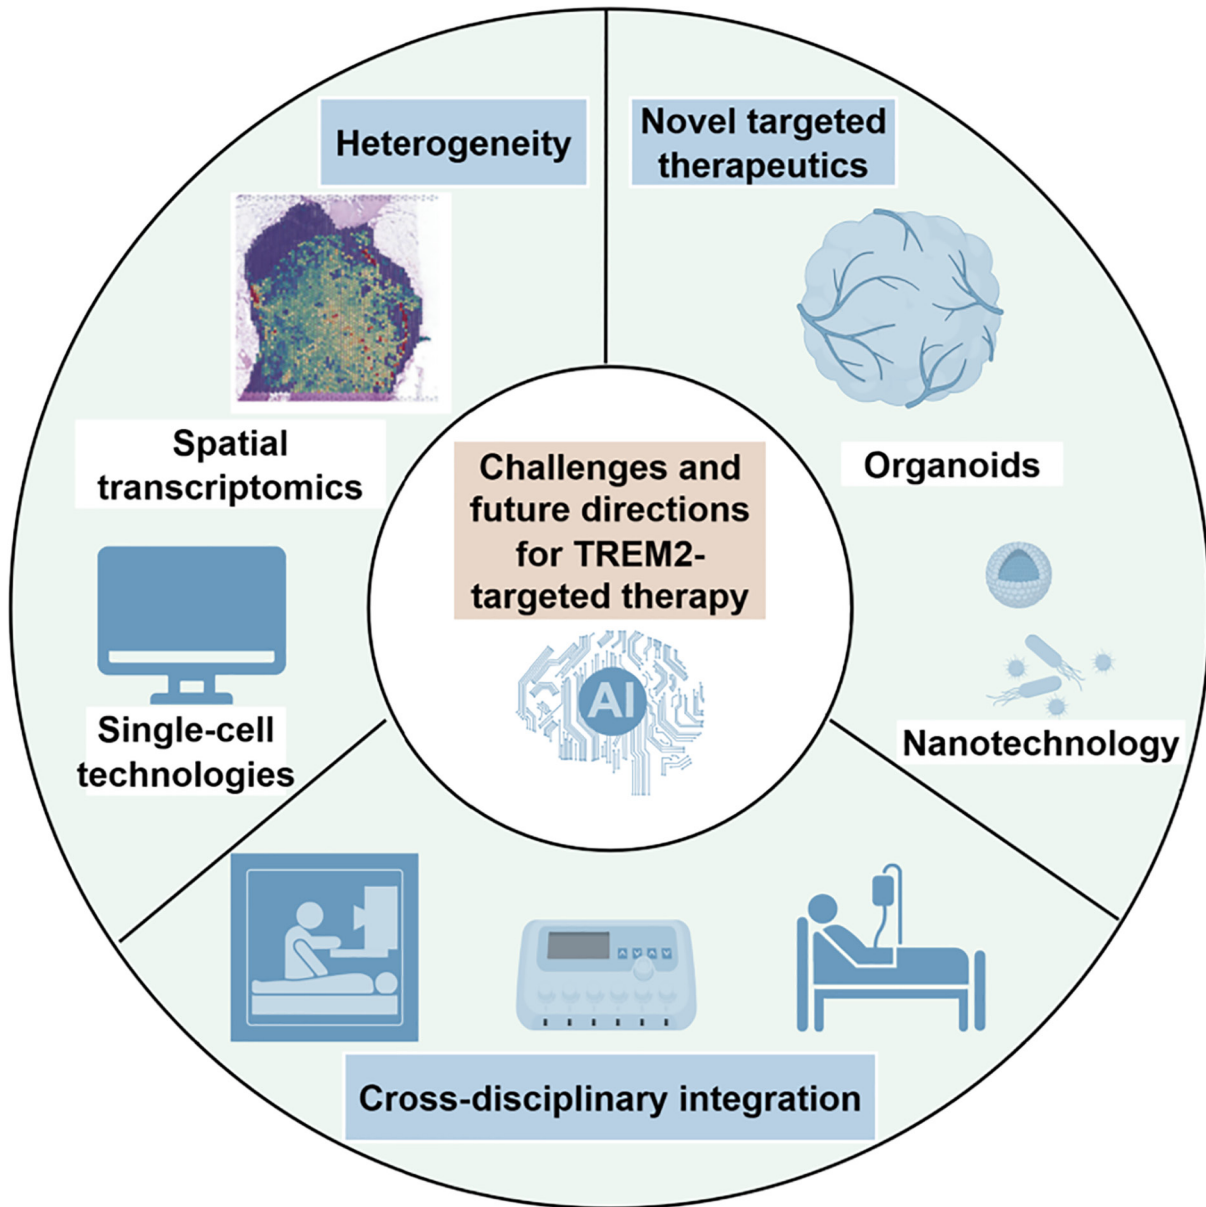 Heterogeneity
Novel targeted
therapeutics
Spatial
transcriptomics
Organoids
Challenges and
future directions
for TREM2-
targeted therapy
AI
Single-cell
technologies
Nanotechnology
Cross-disciplinary integration